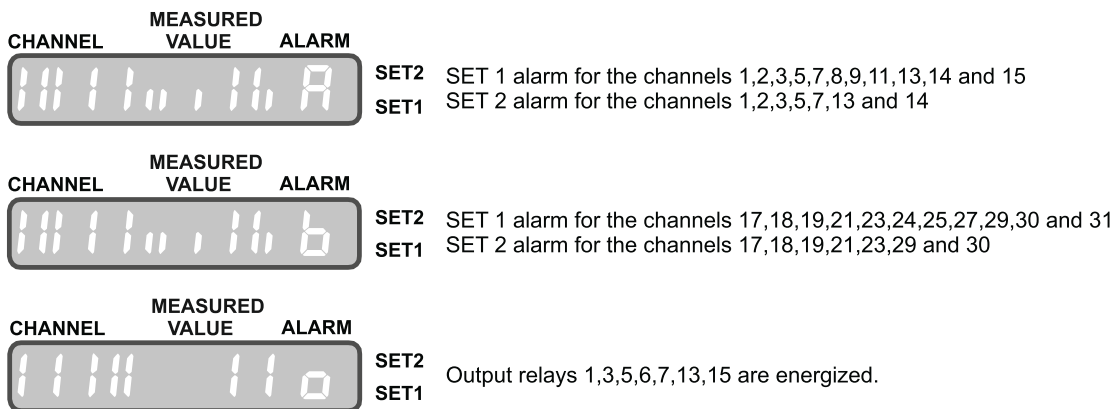 MEASURED
CHANNEL VALUE ALARM
A
SET2 SET 1 alarm for the channels 1,2,3,5,7,8,9,11,13,14 and 15
SET1 SET 2 alarm for the channels 1,2,3,5,7,13 and 14
MEASURED
CHANNEL VALUE ALARM
b
SET2 SET 1 alarm for the channels 17,18,19,21,23,24,25,27,29,30 and 31
SET1 SET 2 alarm for the channels 17,18,19,21,23,29 and 30
MEASURED
CHANNEL VALUE ALARM
o
SET2
Output relays 1,3,5,6,7,13,15 are energized.
SET1